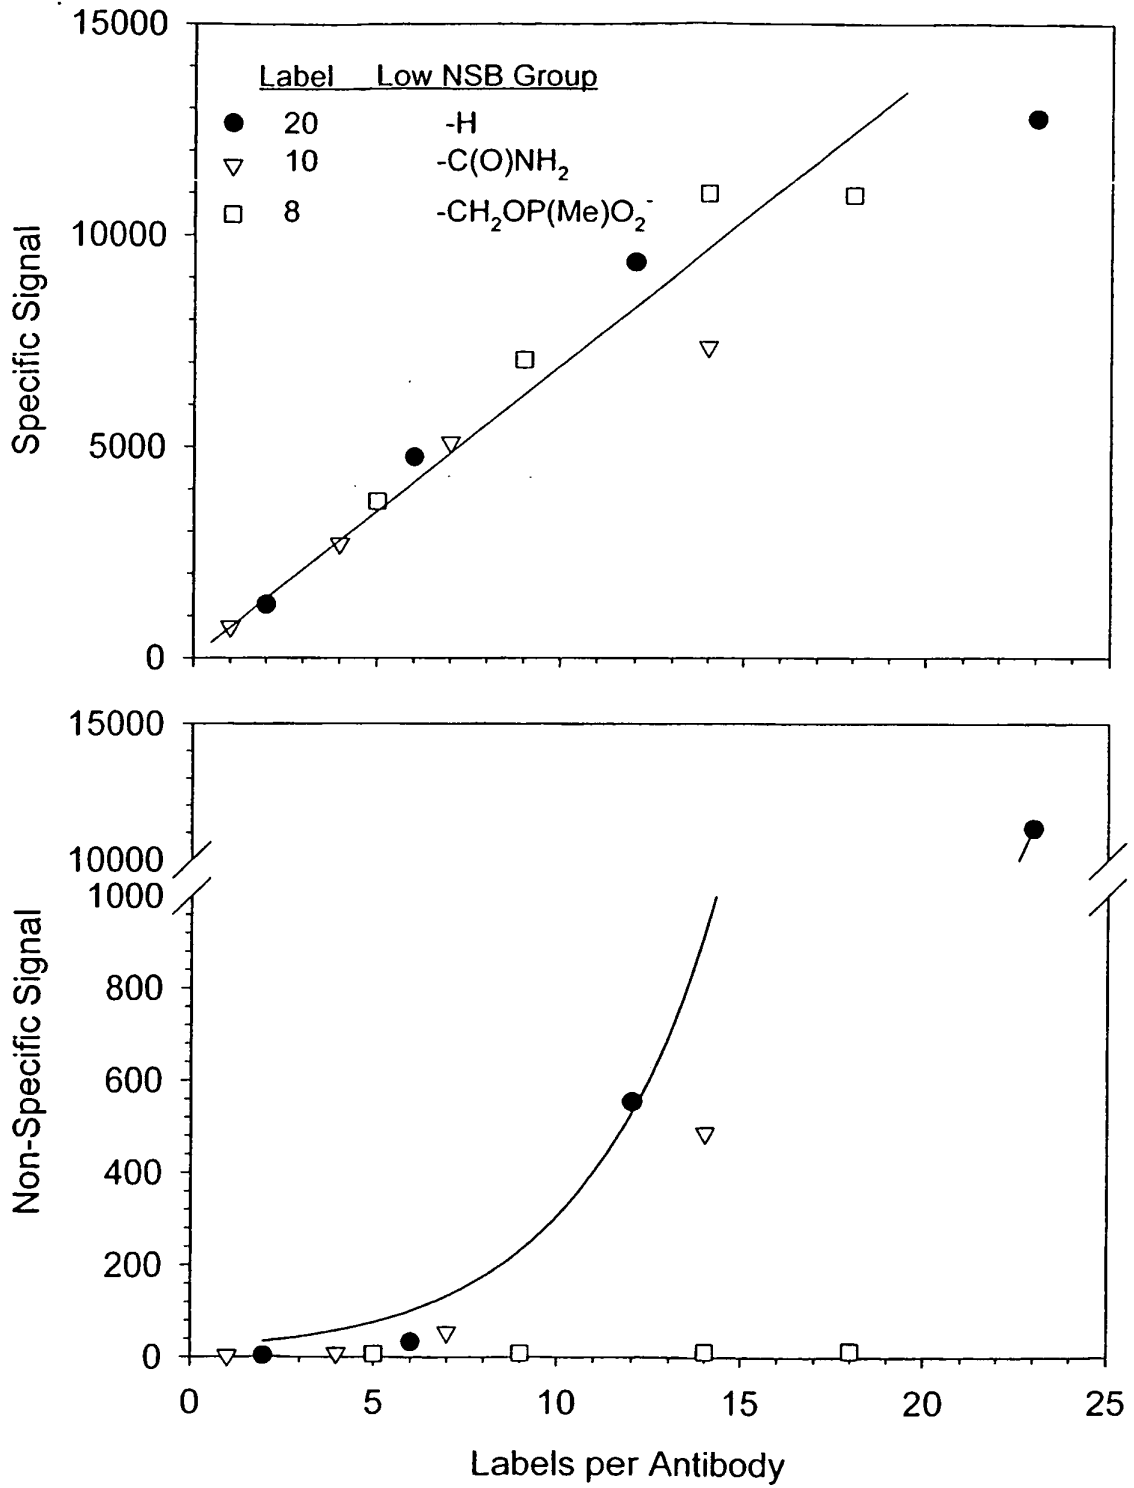 15000
Label Low NSB Group
20 -H
10 -C(O)NH2
8 -CH2OP(Me)O2-
10000
5000
0
Specific Signal
15000
10000
1000
800
600
400
200
0
Non-Specific Signal
0 5 10 15 20 25
Labels per Antibody